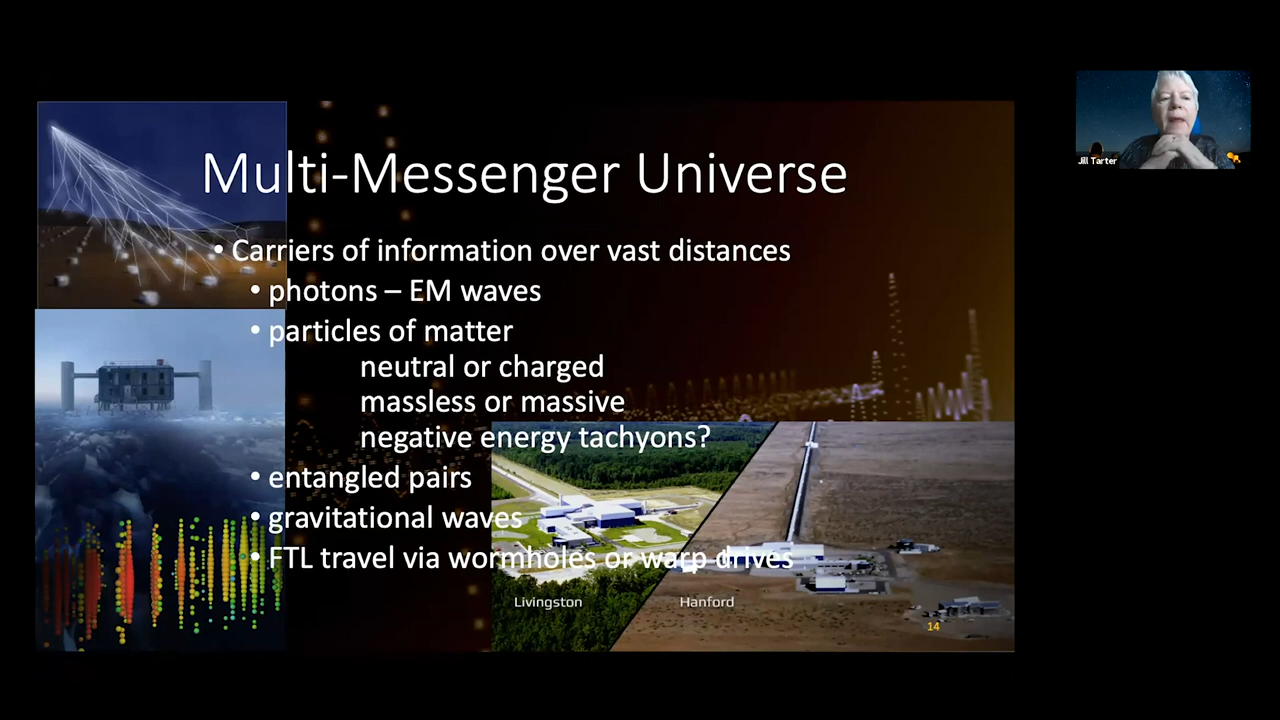 Multi-Messenger Universe
• Carriers of information over vast distances
• photons – EM waves
• particles of matter
neutral or charged
massless or massive
negative energy tachyons?
• entangled pairs
• gravitational waves
• FTL travel via wormholes or warp drives
Livingston
Hanford
14
Jill Tarter